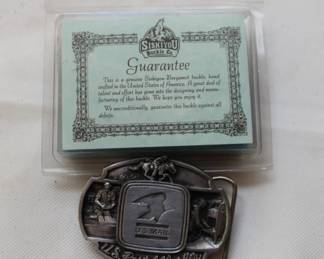 SISKIYOU
Buckle Co.
Guarantee
This is a genuine Siskiyou-Bergamot buckle, hand
crafted in the United States of America. A great deal of
talent and effort has gone into the designing and manu-
facturing of this buckle. We hope you enjoy it.
We unconditionally guarantee this buckle against all
defects.
U.S. MAIL